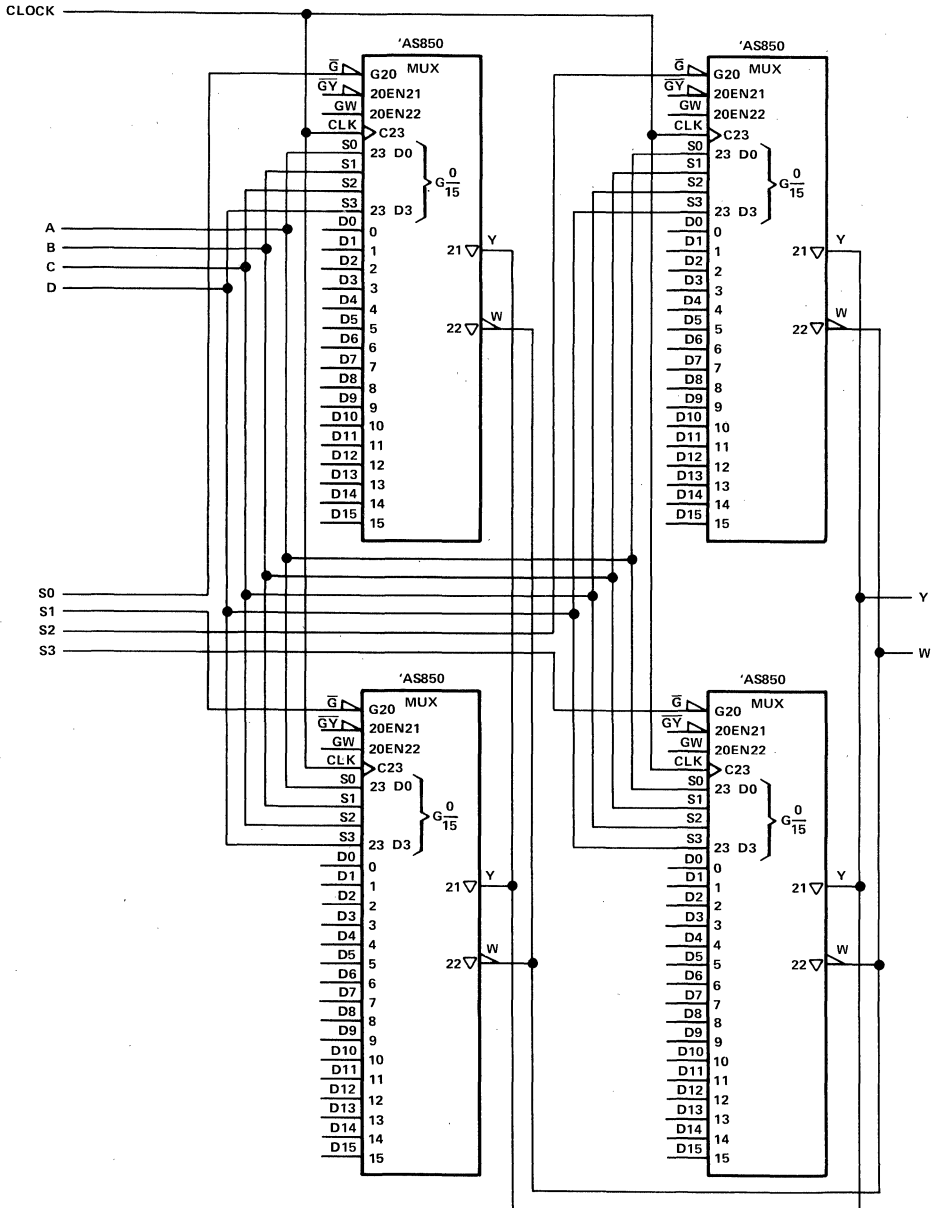 CLOCK
'AS850
MUX
G̅ G20
G̅Y̅ 20EN21
GW 20EN22
CLK C23
S0 23 D0
S1
S2 G 0/15
S3 23 D3
D0 0
D1 1
D2 2
D3 3
D4 4
D5 5
D6 6
D7 7
D8 8
D9 9
D10 10
D11 11
D12 12
D13 13
D14 14
D15 15
21 Y
22 W
'AS850
MUX
G̅ G20
G̅Y̅ 20EN21
GW 20EN22
CLK C23
S0 23 D0
S1
S2 G 0/15
S3 23 D3
D0 0
D1 1
D2 2
D3 3
D4 4
D5 5
D6 6
D7 7
D8 8
D9 9
D10 10
D11 11
D12 12
D13 13
D14 14
D15 15
21 Y
22 W
A
B
C
D
S0
S1
S2
S3
Y
W
'AS850
MUX
G̅ G20
G̅Y̅ 20EN21
GW 20EN22
CLK C23
S0 23 D0
S1
S2 G 0/15
S3 23 D3
D0 0
D1 1
D2 2
D3 3
D4 4
D5 5
D6 6
D7 7
D8 8
D9 9
D10 10
D11 11
D12 12
D13 13
D14 14
D15 15
21 Y
22 W
'AS850
MUX
G̅ G20
G̅Y̅ 20EN21
GW 20EN22
CLK C23
S0 23 D0
S1
S2 G 0/15
S3 23 D3
D0 0
D1 1
D2 2
D3 3
D4 4
D5 5
D6 6
D7 7
D8 8
D9 9
D10 10
D11 11
D12 12
D13 13
D14 14
D15 15
21 Y
22 W